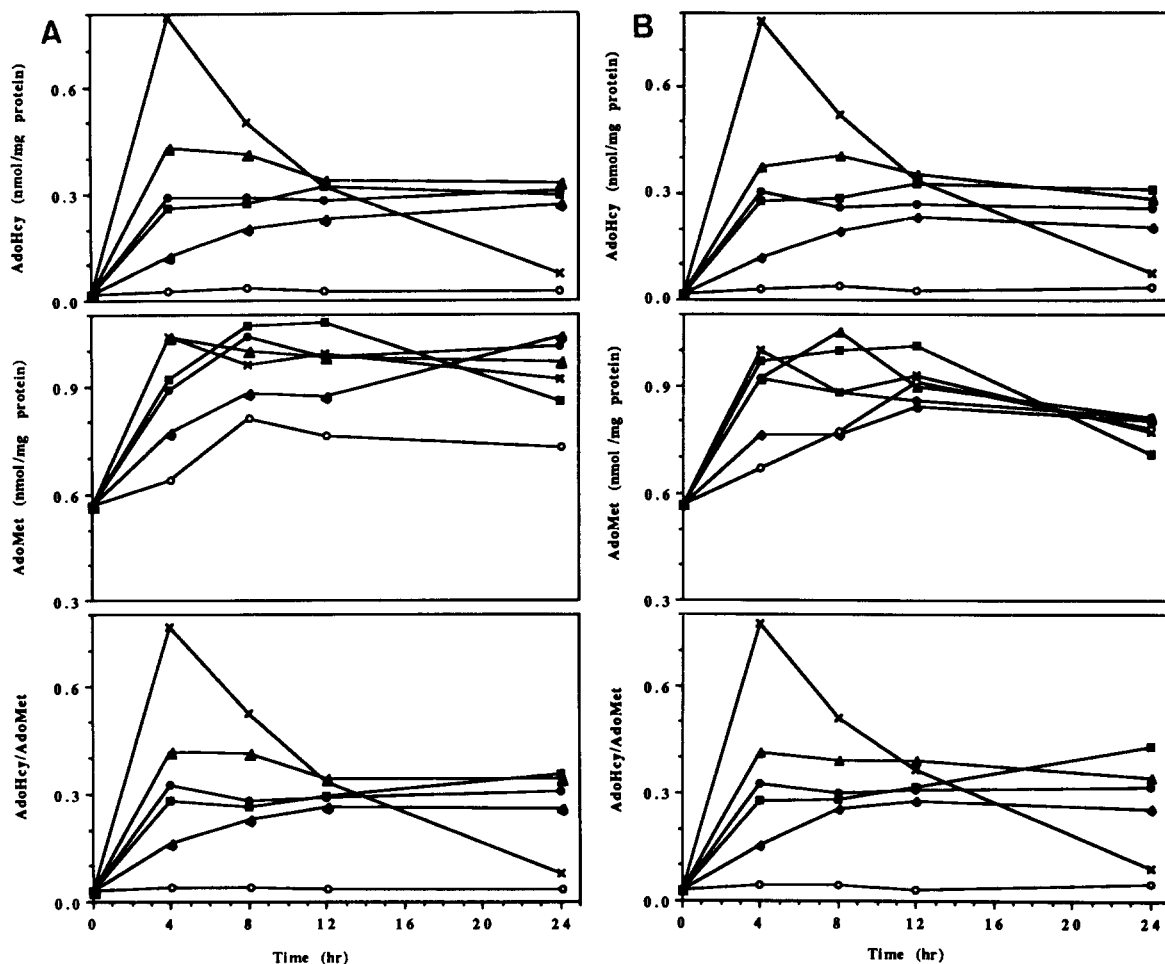 A
AdoHcy (nmol/mg protein)
0.6
0.3
0.0
AdoMet (nmol/mg protein)
0.9
0.6
0.3
AdoHcy/AdoMet
0.6
0.3
0.0
0 4 8 12 16 20 24
Time (hr)
B
AdoHcy (nmol/mg protein)
0.6
0.3
0.0
AdoMet (nmol/mg protein)
0.9
0.6
0.3
AdoHcy/AdoMet
0.6
0.3
0.0
0 4 8 12 16 20 24
Time (hr)